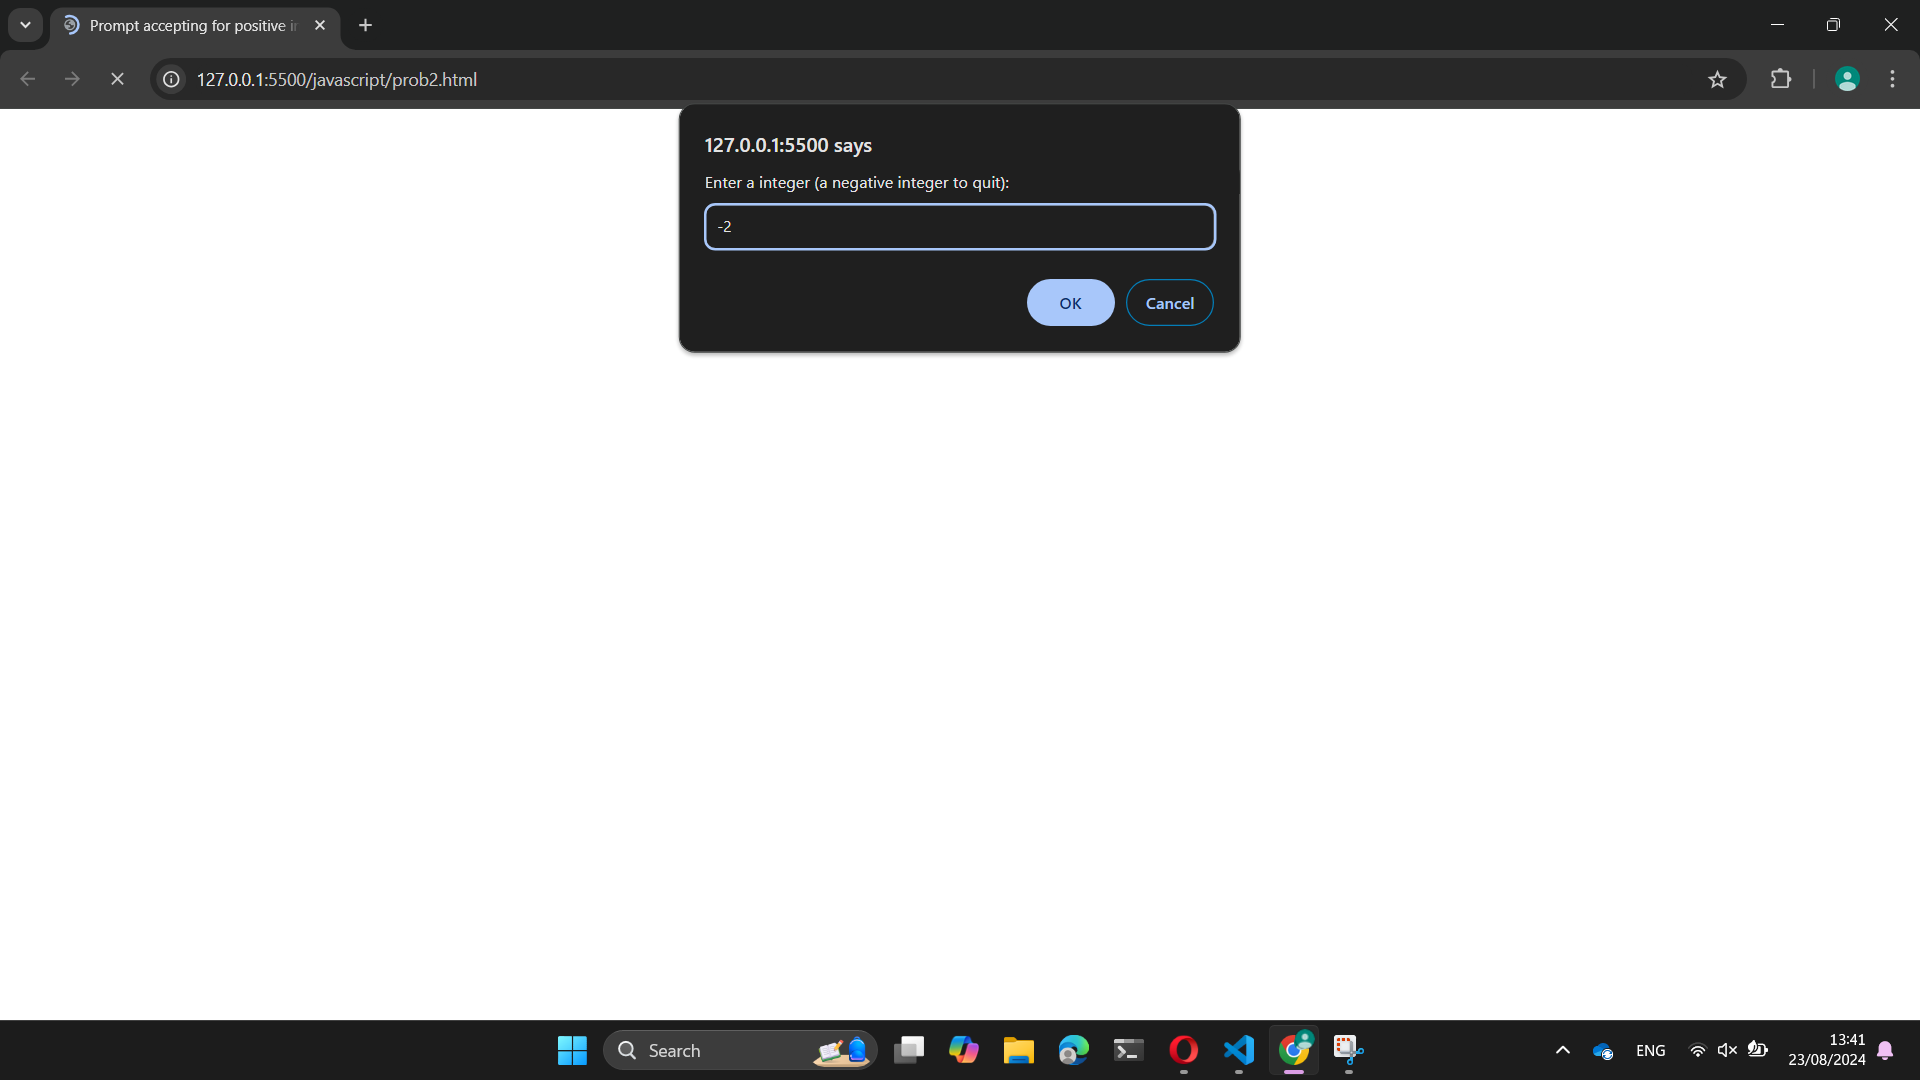 Prompt accepting for positive i
127.0.0.1:5500/javascript/prob2.html
127.0.0.1:5500 says
Enter a integer (a negative integer to quit):
-2
OK
Cancel
Search
ENG
13:41
23/08/2024